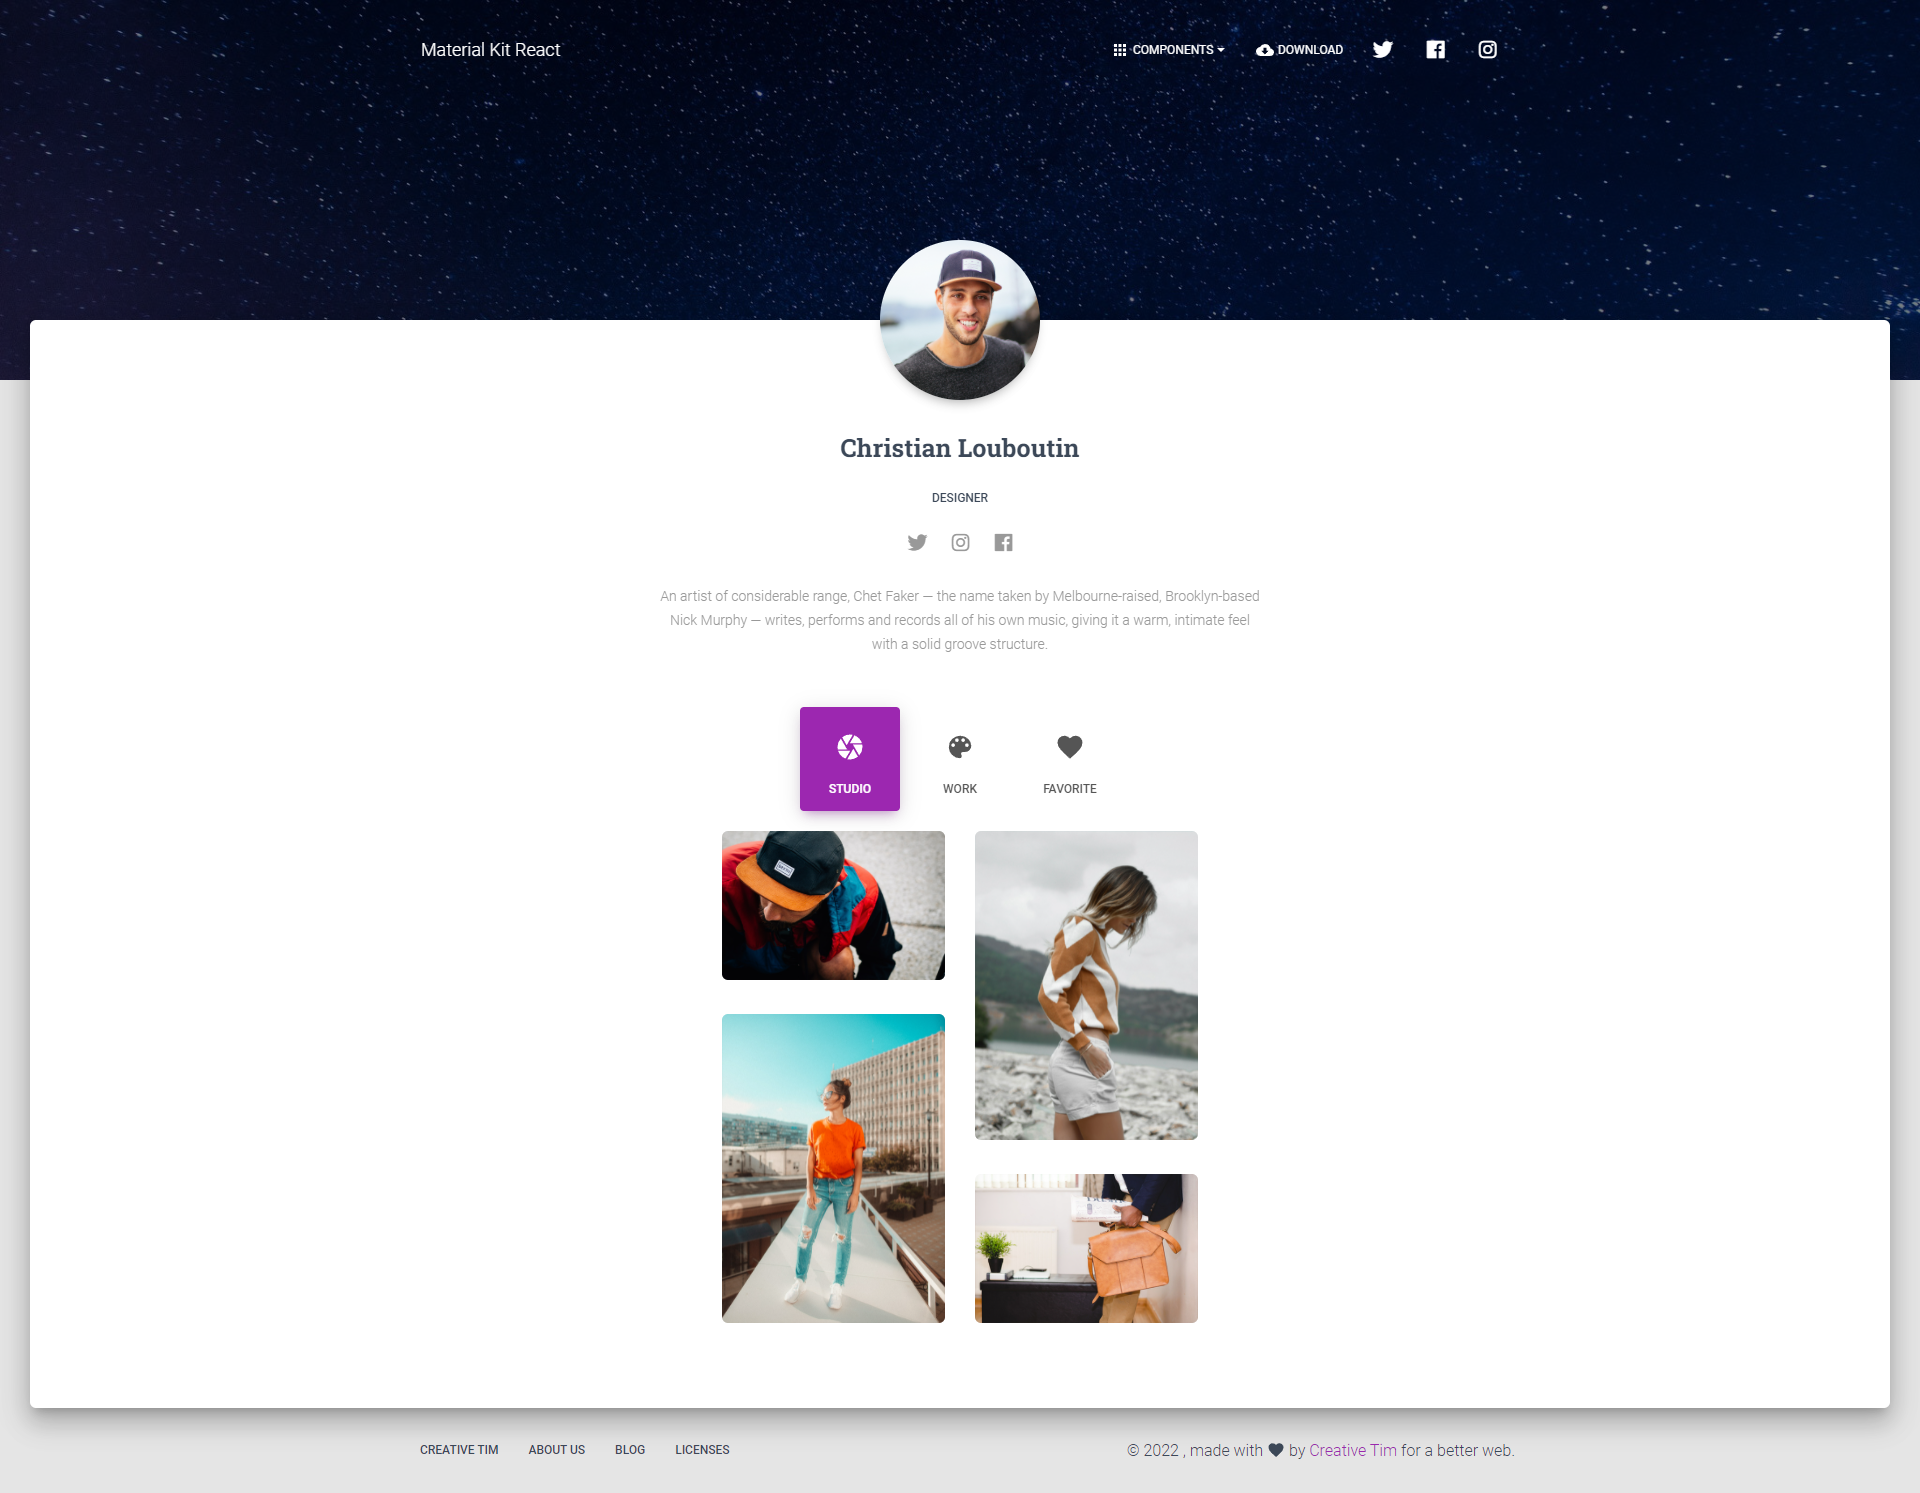 Material Kit React
COMPONENTS
DOWNLOAD
Christian Louboutin
DESIGNER
An artist of considerable range, Chet Faker — the name taken by Melbourne-raised, Brooklyn-based
Nick Murphy — writes, performs and records all of his own music, giving it a warm, intimate feel
with a solid groove structure.
STUDIO
WORK
FAVORITE
CREATIVE TIM
ABOUT US
BLOG
LICENSES
© 2022 , made with by Creative Tim for a better web.